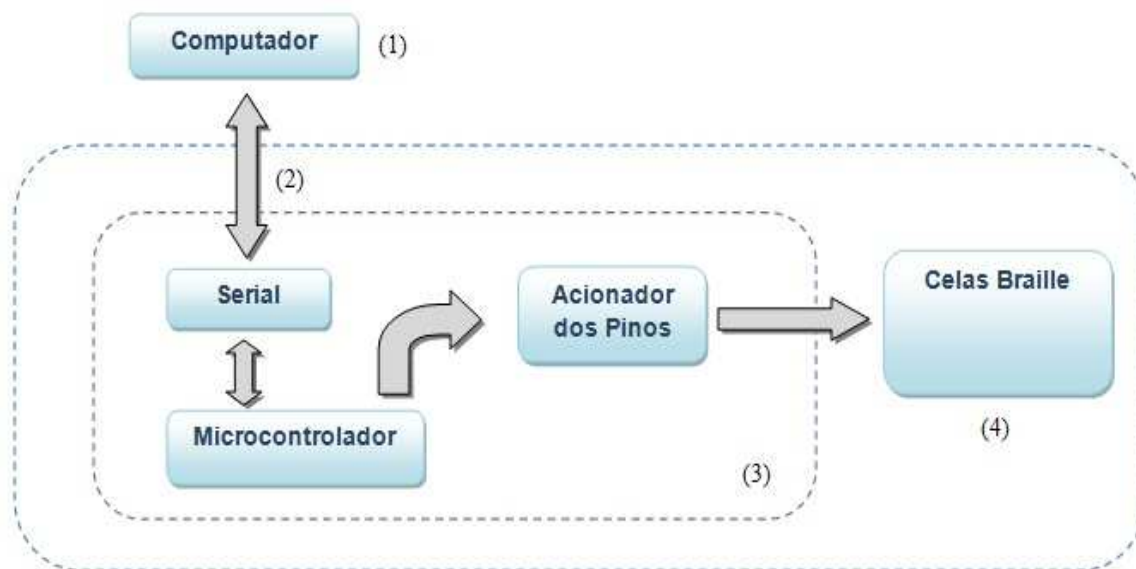 Computador
(1)
(2)
Serial
Acionador
dos Pinos
Celas Braille
Microcontrolador
(3)
(4)